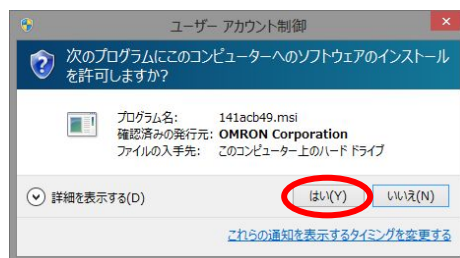 ユーザー アカウント制御
次のプログラムにこのコンピューターへのソフトウェアのインストール
を許可しますか?
プログラム名: 141acb49.msi
確認済みの発行元: OMRON Corporation
ファイルの入手先: このコンピューター上のハード ドライブ
詳細を表示する(D)
はい(Y)
いいえ(N)
これらの通知を表示するタイミングを変更する